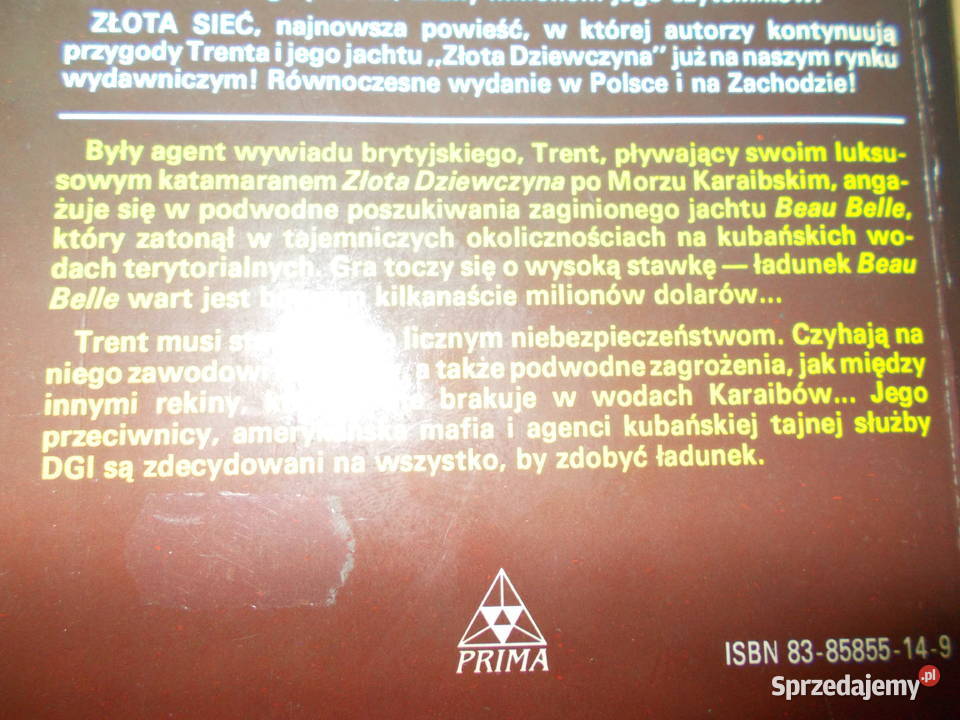 ZŁOTA SIEĆ, najnowsza powieść, w której autorzy kontynuują
przygody Trenta i jego jachtu „Złota Dziewczyna" już na naszym rynku
wydawniczym! Równoczesne wydanie w Polsce i na Zachodzie!
Były agent wywiadu brytyjskiego, Trent, pływający swoim luksu-
sowym katamaranem Złota Dziewczyna po Morzu Karaibskim, anga-
żuje się w podwodne poszukiwania zaginionego jachtu Beau Belle,
który zatonął w tajemniczych okolicznościach na kubańskich wo-
dach terytorialnych. Gra toczy się o wysoką stawkę — ładunek Beau
Belle wart jest bowiem kilkanaście milionów dolarów...
Trent musi licznym niebezpieczeństwom. Czyhają na
niego zawodowi a także podwodne zagrożenia, jak między
innymi rekiny, brakuje w wodach Karaibów... Jego
przeciwnicy, amerykańska mafia i agenci kubańskiej tajnej służby
DGI są zdecydowani na wszystko, by zdobyć ładunek.
PRIMA
ISBN 83-85855-14-9
Sprzedajemy.pl